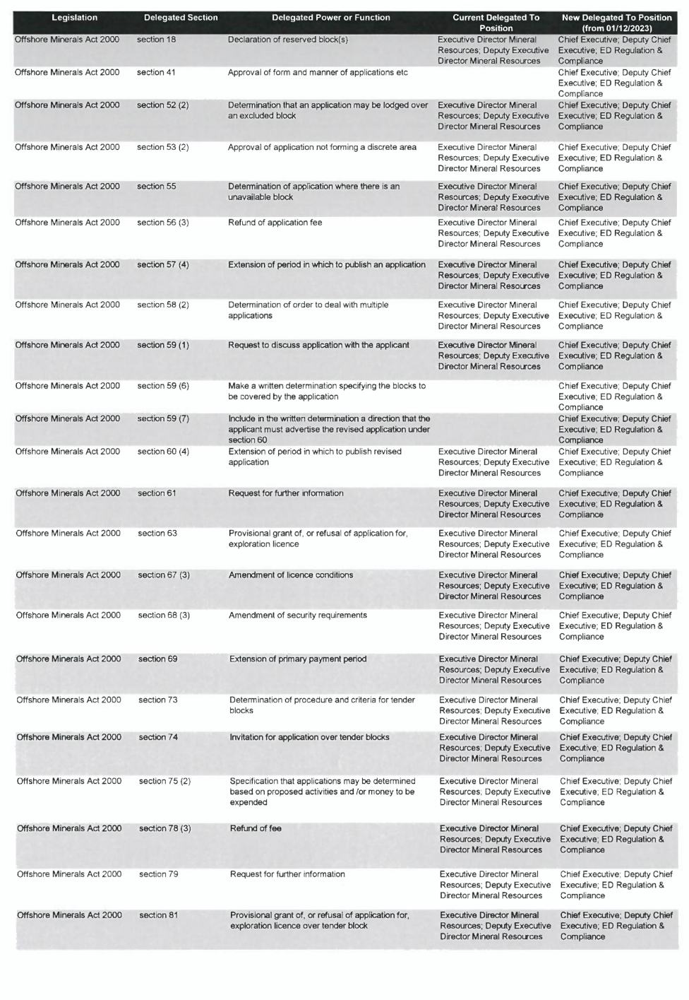 Legislation Delegated Section Delegated Power or Function Current Delegated To New Delegated To Position
Position (from 01/12/2023)
Offshore Minerals Act 2000 section 18 Declaration of reserved block(s) Executive Director Mineral Chief Executive; Deputy Chief
Resources; Deputy Executive Executive; ED Regulation &
Director Mineral Resources Compliance
Offshore Minerals Act 2000 section 41 Approval of form and manner of applications etc Chief Executive; Deputy Chief
Executive; ED Regulation &
Compliance
Offshore Minerals Act 2000 section 52 (2) Determination that an application may be lodged over Executive Director Mineral Chief Executive; Deputy Chief
an excluded block Resources; Deputy Executive Executive; ED Regulation &
Director Mineral Resources Compliance
Offshore Minerals Act 2000 section 53 (2) Approval of application not forming a discrete area Executive Director Mineral Chief Executive; Deputy Chief
Resources; Deputy Executive Executive; ED Regulation &
Director Mineral Resources Compliance
Offshore Minerals Act 2000 section 55 Determination of application where there is an Executive Director Mineral Chief Executive; Deputy Chief
unavailable block Resources; Deputy Executive Executive; ED Regulation &
Director Mineral Resources Compliance
Offshore Minerals Act 2000 section 56 (3) Refund of application fee Executive Director Mineral Chief Executive; Deputy Chief
Resources; Deputy Executive Executive; ED Regulation &
Director Mineral Resources Compliance
Offshore Minerals Act 2000 section 57 (4) Extension of period in which to publish an application Executive Director Mineral Chief Executive; Deputy Chief
Resources; Deputy Executive Executive; ED Regulation &
Director Mineral Resources Compliance
Offshore Minerals Act 2000 section 58 (2) Determination of order to deal with multiple Executive Director Mineral Chief Executive; Deputy Chief
applications Resources; Deputy Executive Executive; ED Regulation &
Director Mineral Resources Compliance
Offshore Minerals Act 2000 section 59 (1) Request to discuss application with the applicant Executive Director Mineral Chief Executive; Deputy Chief
Resources; Deputy Executive Executive; ED Regulation &
Director Mineral Resources Compliance
Offshore Minerals Act 2000 section 59 (6) Make a written determination specifying the blocks to Chief Executive; Deputy Chief
be covered by the application Executive; ED Regulation &
Compliance
Offshore Minerals Act 2000 section 59 (7) Include in the written determination a direction that the Chief Executive; Deputy Chief
applicant must advertise the revised application under Executive; ED Regulation &
section 60 Compliance
Offshore Minerals Act 2000 section 60 (4) Extension of period in which to publish revised Executive Director Mineral Chief Executive; Deputy Chief
application Resources; Deputy Executive Executive; ED Regulation &
Director Mineral Resources Compliance
Offshore Minerals Act 2000 section 61 Request for further information Executive Director Mineral Chief Executive; Deputy Chief
Resources; Deputy Executive Executive; ED Regulation &
Director Mineral Resources Compliance
Offshore Minerals Act 2000 section 63 Provisional grant of, or refusal of application for, Executive Director Mineral Chief Executive; Deputy Chief
exploration licence Resources; Deputy Executive Executive; ED Regulation &
Director Mineral Resources Compliance
Offshore Minerals Act 2000 section 67 (3) Amendment of licence conditions Executive Director Mineral Chief Executive; Deputy Chief
Resources; Deputy Executive Executive; ED Regulation &
Director Mineral Resources Compliance
Offshore Minerals Act 2000 section 68 (3) Amendment of security requirements Executive Director Mineral Chief Executive; Deputy Chief
Resources; Deputy Executive Executive; ED Regulation &
Director Mineral Resources Compliance
Offshore Minerals Act 2000 section 69 Extension of primary payment period Executive Director Mineral Chief Executive; Deputy Chief
Resources; Deputy Executive Executive; ED Regulation &
Director Mineral Resources Compliance
Offshore Minerals Act 2000 section 73 Determination of procedure and criteria for tender Executive Director Mineral Chief Executive; Deputy Chief
blocks Resources; Deputy Executive Executive; ED Regulation &
Director Mineral Resources Compliance
Offshore Minerals Act 2000 section 74 Invitation for application over tender blocks Executive Director Mineral Chief Executive; Deputy Chief
Resources; Deputy Executive Executive; ED Regulation &
Director Mineral Resources Compliance
Offshore Minerals Act 2000 section 75 (2) Specification that applications may be determined Executive Director Mineral Chief Executive; Deputy Chief
based on proposed activities and /or money to be Resources; Deputy Executive Executive; ED Regulation &
expended Director Mineral Resources Compliance
Offshore Minerals Act 2000 section 78 (3) Refund of fee Executive Director Mineral Chief Executive; Deputy Chief
Resources; Deputy Executive Executive; ED Regulation &
Director Mineral Resources Compliance
Offshore Minerals Act 2000 section 79 Request for further information Executive Director Mineral Chief Executive; Deputy Chief
Resources; Deputy Executive Executive; ED Regulation &
Director Mineral Resources Compliance
Offshore Minerals Act 2000 section 81 Provisional grant of, or refusal of application for, Executive Director Mineral Chief Executive; Deputy Chief
exploration licence over tender block Resources; Deputy Executive Executive; ED Regulation &
Director Mineral Resources Compliance